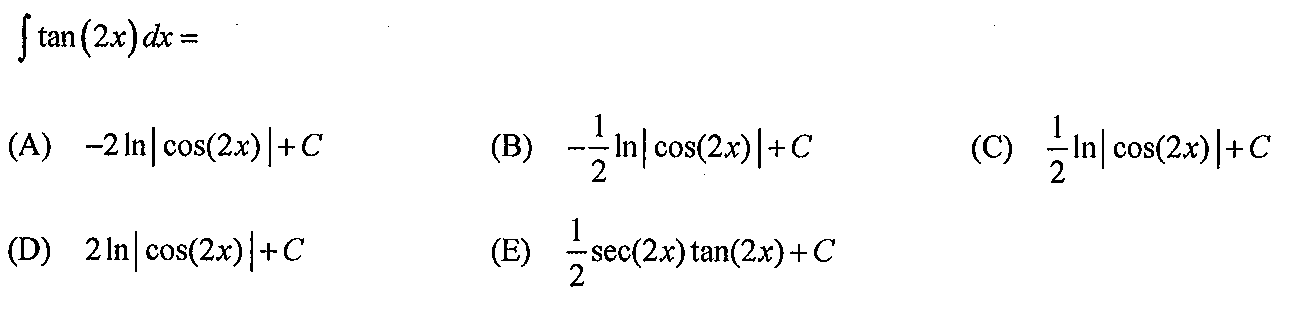 ∫ tan(2x) dx =
(A) −2 ln| cos(2x) | + C (B) −1/2 ln| cos(2x) | + C (C) 1/2 ln| cos(2x) | + C
(D) 2 ln| cos(2x) | + C (E) 1/2 sec(2x) tan(2x) + C